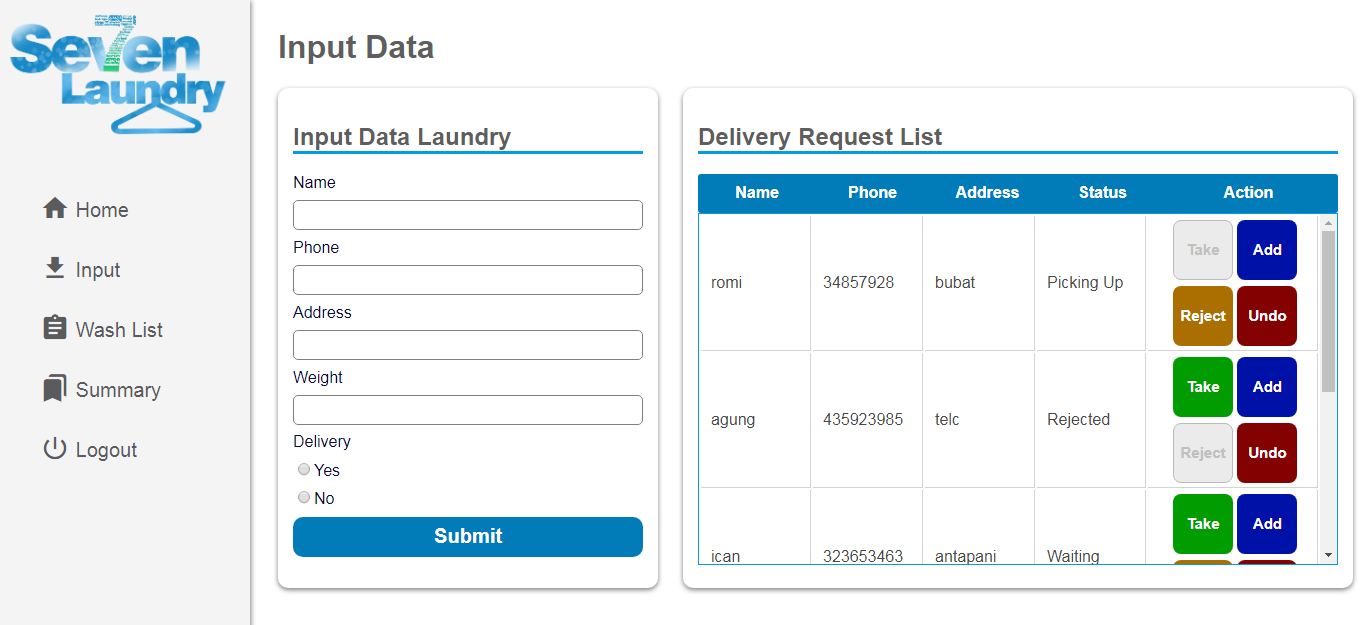 Seven
7
Laundry
Home
Input
Wash List
Summary
Logout
Input Data
Input Data Laundry
Name
Phone
Address
Weight
Delivery
Yes
No
Submit
Delivery Request List
Name Phone Address Status Action
romi 34857928 bubat Picking Up Take Add
Reject Undo
agung 435923985 telc Rejected Take Add
Reject Undo
ican 323653463 antapani Waiting Take Add